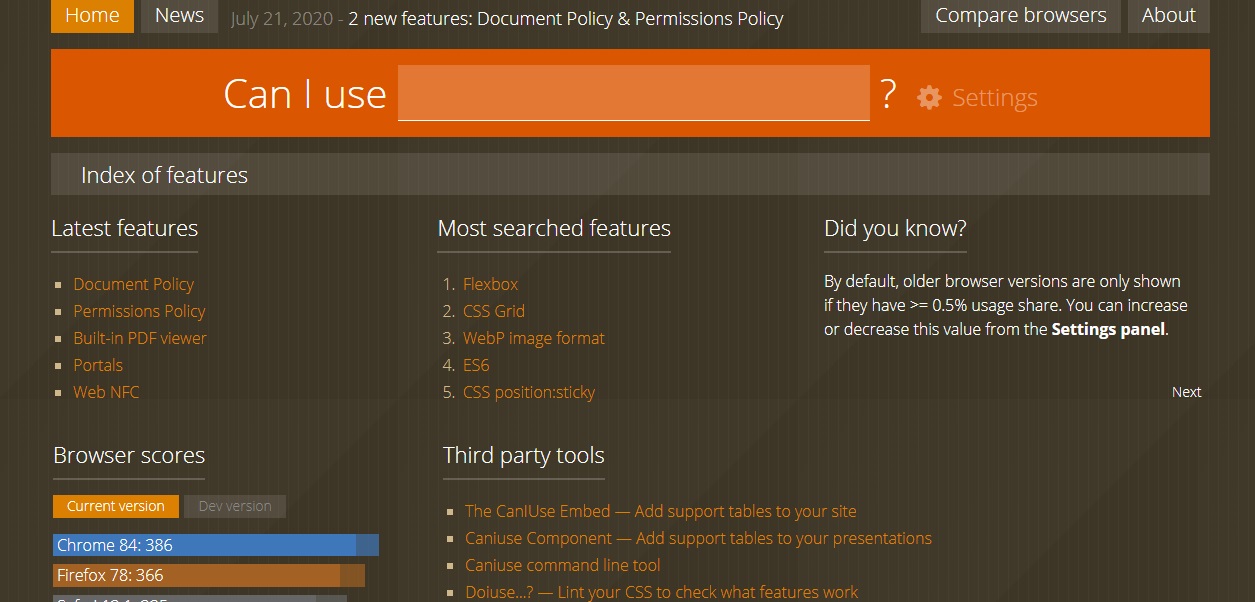 Home
News
July 21, 2020 - 2 new features: Document Policy & Permissions Policy
Compare browsers
About
Can I use
?
Settings
Index of features
Latest features
Document Policy
Permissions Policy
Built-in PDF viewer
Portals
Web NFC
Most searched features
1. Flexbox
2. CSS Grid
3. WebP image format
4. ES6
5. CSS position:sticky
Did you know?
By default, older browser versions are only shown
if they have >= 0.5% usage share. You can increase
or decrease this value from the Settings panel.
Next
Browser scores
Current version
Dev version
Chrome 84: 386
Firefox 78: 366
Third party tools
The CanIUse Embed — Add support tables to your site
Caniuse Component — Add support tables to your presentations
Caniuse command line tool
Doiuse...? — Lint your CSS to check what features work